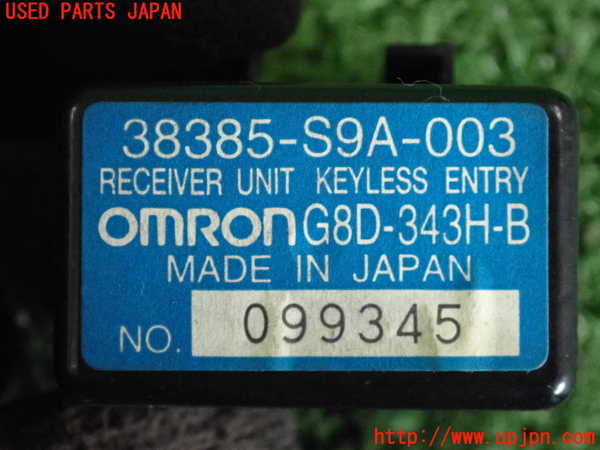 USED PARTS JAPAN
38385-S9A-003
RECEIVER UNIT KEYLESS ENTRY
OMRON G8D-343H-B
MADE IN JAPAN
NO. 099345
http://www.upjpn.com